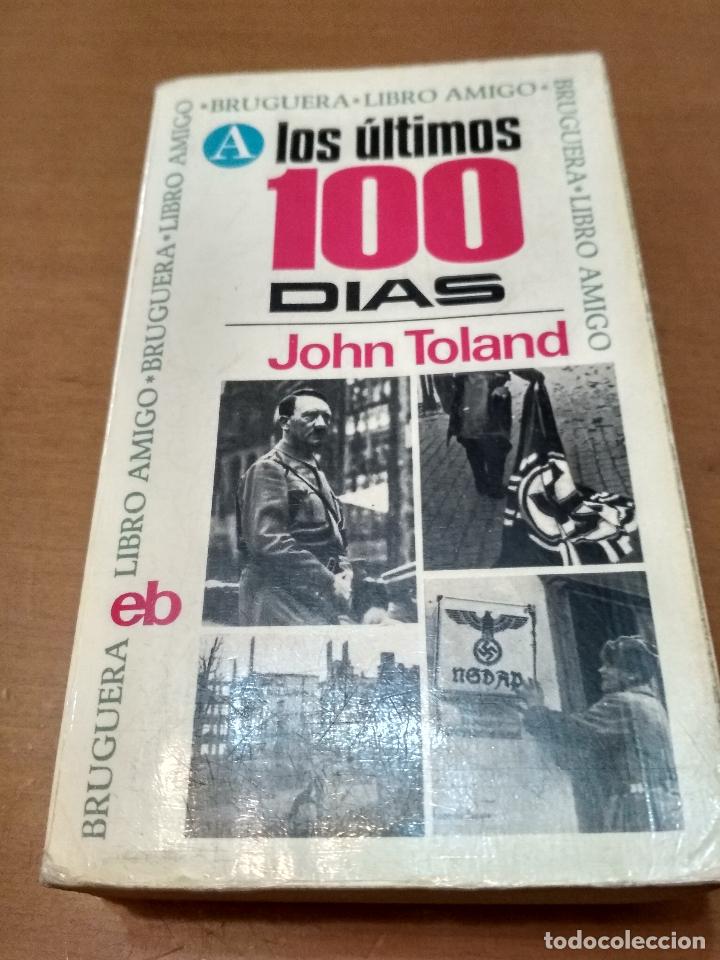 *BRUGUERA*LIBRO AMIGO*
BRUGUERA*LIBRO AMIGO
BRUGUERA LIBRO AMIGO*BRUGUERA*LIBRO AMIGO
A
los últimos
100
DIAS
John Toland
eb
NSDAP
todocoleccion